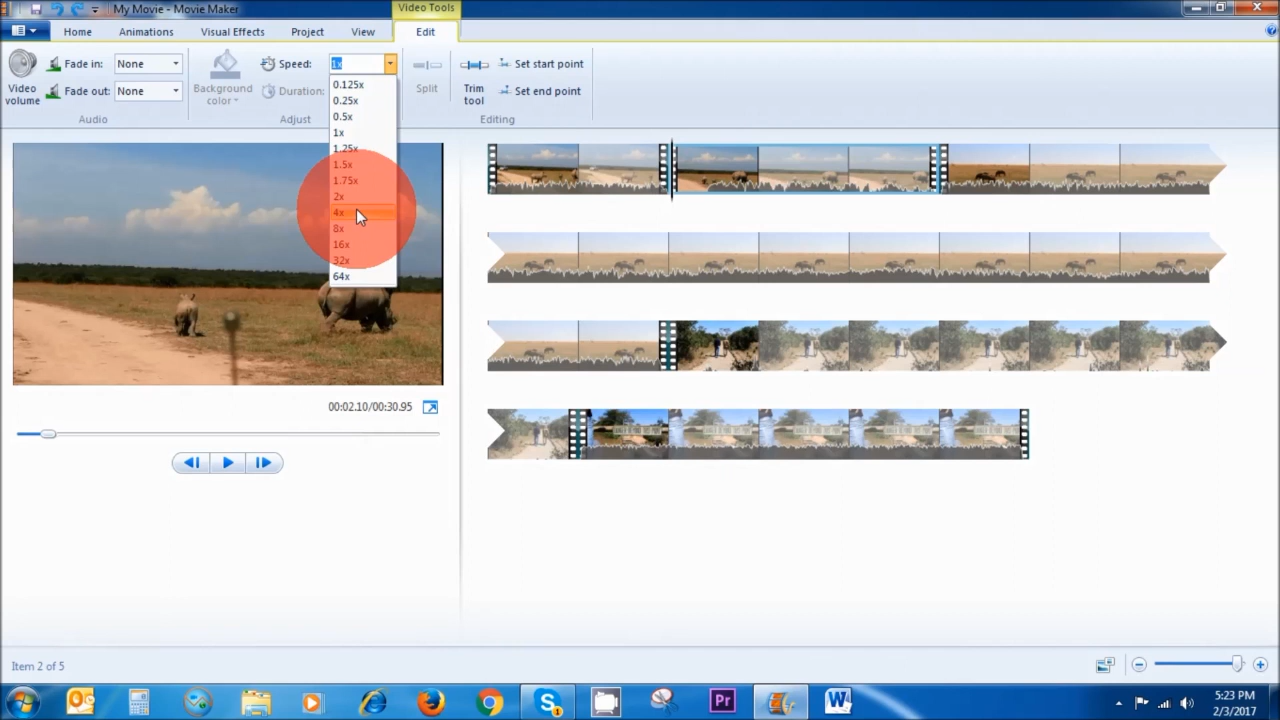 My Movie - Movie Maker
Video Tools
Home
Animations
Visual Effects
Project
View
Edit
Video volume
Fade in:
None
Fade out:
None
Audio
Background color
Speed:
1x
Duration:
Adjust
Split
Trim tool
Set start point
Set end point
Editing
0.125x
0.25x
0.5x
1x
1.25x
1.5x
1.75x
2x
4x
8x
16x
32x
64x
00:02.10/00:30.95
Item 2 of 5
Pr
W
5:23 PM
2/3/2017